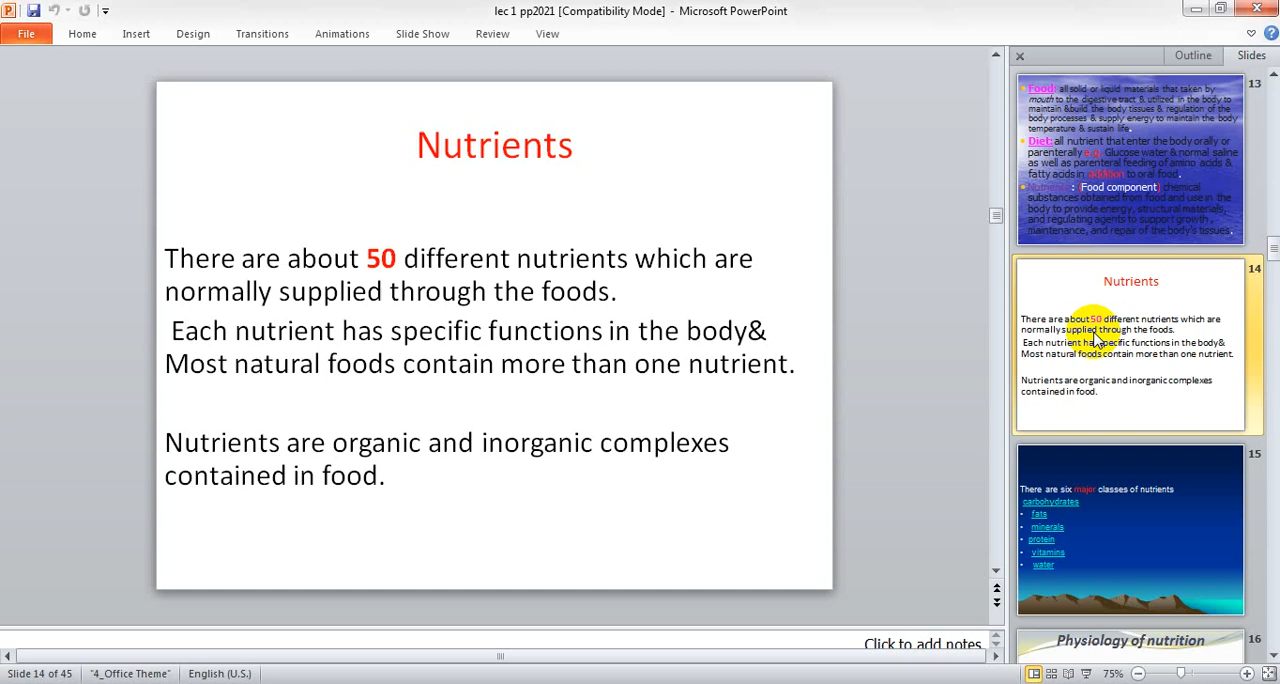 lec 1 pp2021 [Compatibility Mode] - Microsoft PowerPoint
File Home Insert Design Transitions Animations Slide Show Review View
Nutrients
There are about 50 different nutrients which are
normally supplied through the foods.
Each nutrient has specific functions in the body&
Most natural foods contain more than one nutrient.
Nutrients are organic and inorganic complexes
contained in food.
Click to add notes
Outline Slides
13
Food: all solid or liquid materials that taken by
mouth to the digestive tract & utilized in the body to
maintain &build the body tissues & regulation of the
body processes & supply energy to maintain the body
temperature & sustain life.
Diet: all nutrient that enter the body orally or
parenterally e.g. Glucose water & normal saline
as well as parenteral feeding of amino acids &
fatty acids in addition to oral food.
Nutrients : (Food component) chemical
substances obtained from food and use in the
body to provide energy, structural materials,
and regulating agents to support growth,
maintenance, and repair of the body's tissues.
14
Nutrients
There are about 50 different nutrients which are
normally supplied through the foods.
Each nutrient has specific functions in the body&
Most natural foods contain more than one nutrient.
Nutrients are organic and inorganic complexes
contained in food.
15
There are six major classes of nutrients
carbohydrates
• fats
• minerals
• protein
• vitamins
• water
16
Physiology of nutrition
Slide 14 of 45 "4_Office Theme" English (U.S.) 75%